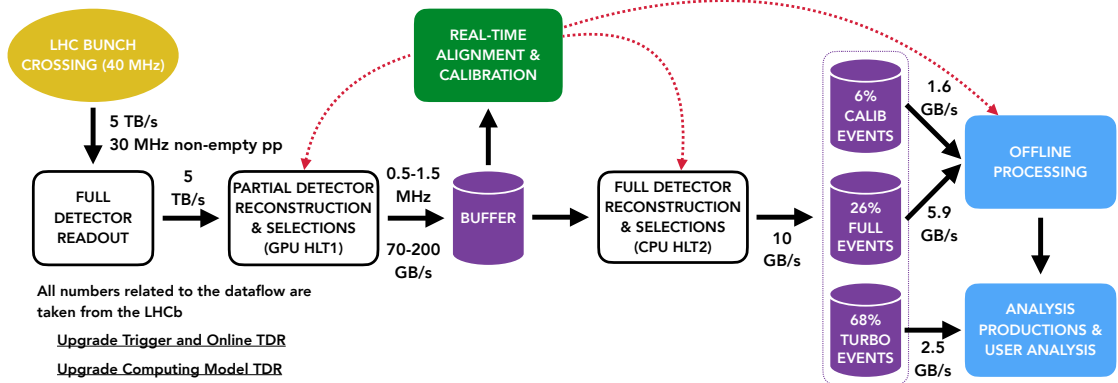 LHC BUNCH
CROSSING (40 MHz)
5 TB/s
30 MHz non-empty pp
FULL
DETECTOR
READOUT
5
TB/s
PARTIAL DETECTOR
RECONSTRUCTION
& SELECTIONS
(GPU HLT1)
0.5-1.5
MHz
70-200
GB/s
REAL-TIME
ALIGNMENT &
CALIBRATION
BUFFER
FULL DETECTOR
RECONSTRUCTION
& SELECTIONS
(CPU HLT2)
10
GB/s
6%
CALIB
EVENTS
1.6
GB/s
26%
FULL
EVENTS
5.9
GB/s
68%
TURBO
EVENTS
2.5
GB/s
OFFLINE
PROCESSING
ANALYSIS
PRODUCTIONS &
USER ANALYSIS
All numbers related to the dataflow are
taken from the LHCb
Upgrade Trigger and Online TDR
Upgrade Computing Model TDR